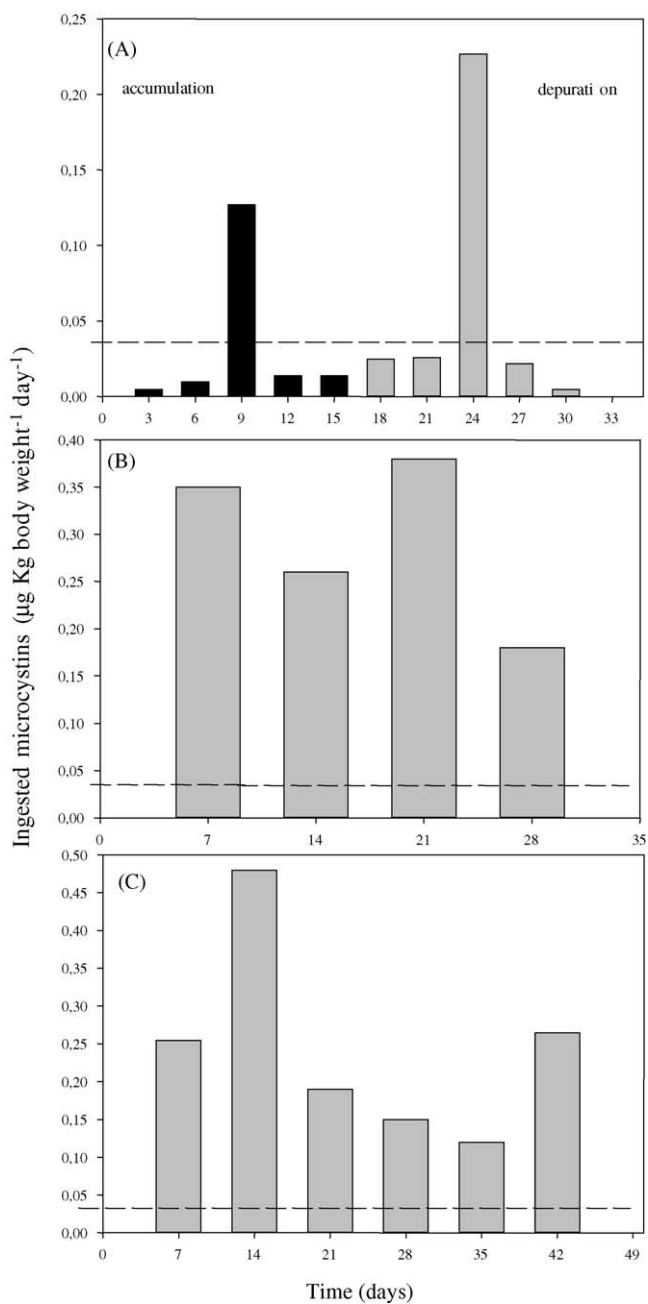 Ingested microcystins (µg Kg body weight-1 day-1)
(A)
accumulation
depurati on
0,25
0,20
0,15
0,10
0,05
0,00
0 3 6 9 12 15 18 21 24 27 30 33
(B)
0,40
0,35
0,30
0,25
0,20
0,15
0,10
0,05
0,00
0 7 14 21 28 35
(C)
0,50
0,45
0,40
0,35
0,30
0,25
0,20
0,15
0,10
0,05
0,00
0 7 14 21 28 35 42 49
Time (days)